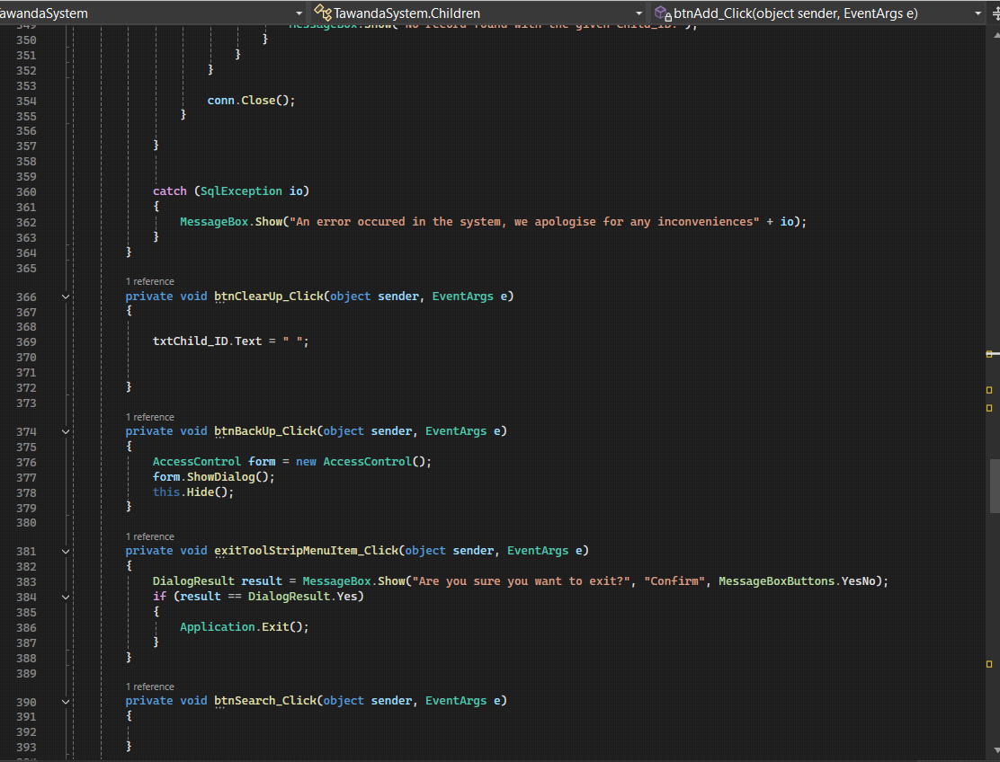 TawandaSystem TawandaSystem.Children btnAdd_Click(object sender, EventArgs e)
349 MessageBox.Show("No record found with the given Child_ID.");
350 }
351 }
352 }
353
354 conn.Close();
355 }
356
357 }
358
359
360 catch (SqlException io)
361 {
362 MessageBox.Show("An error occured in the system, we apologise for any inconveniences" + io);
363 }
364 }
365
1 reference
366 private void btnClearUp_Click(object sender, EventArgs e)
367 {
368
369 txtChild_ID.Text = " ";
370
371
372 }
373
1 reference
374 private void btnBackUp_Click(object sender, EventArgs e)
375 {
376 AccessControl form = new AccessControl();
377 form.ShowDialog();
378 this.Hide();
379 }
380
1 reference
381 private void exitToolStripMenuItem_Click(object sender, EventArgs e)
382 {
383 DialogResult result = MessageBox.Show("Are you sure you want to exit?", "Confirm", MessageBoxButtons.YesNo);
384 if (result == DialogResult.Yes)
385 {
386 Application.Exit();
387 }
388 }
389
1 reference
390 private void btnSearch_Click(object sender, EventArgs e)
391 {
392
393 }